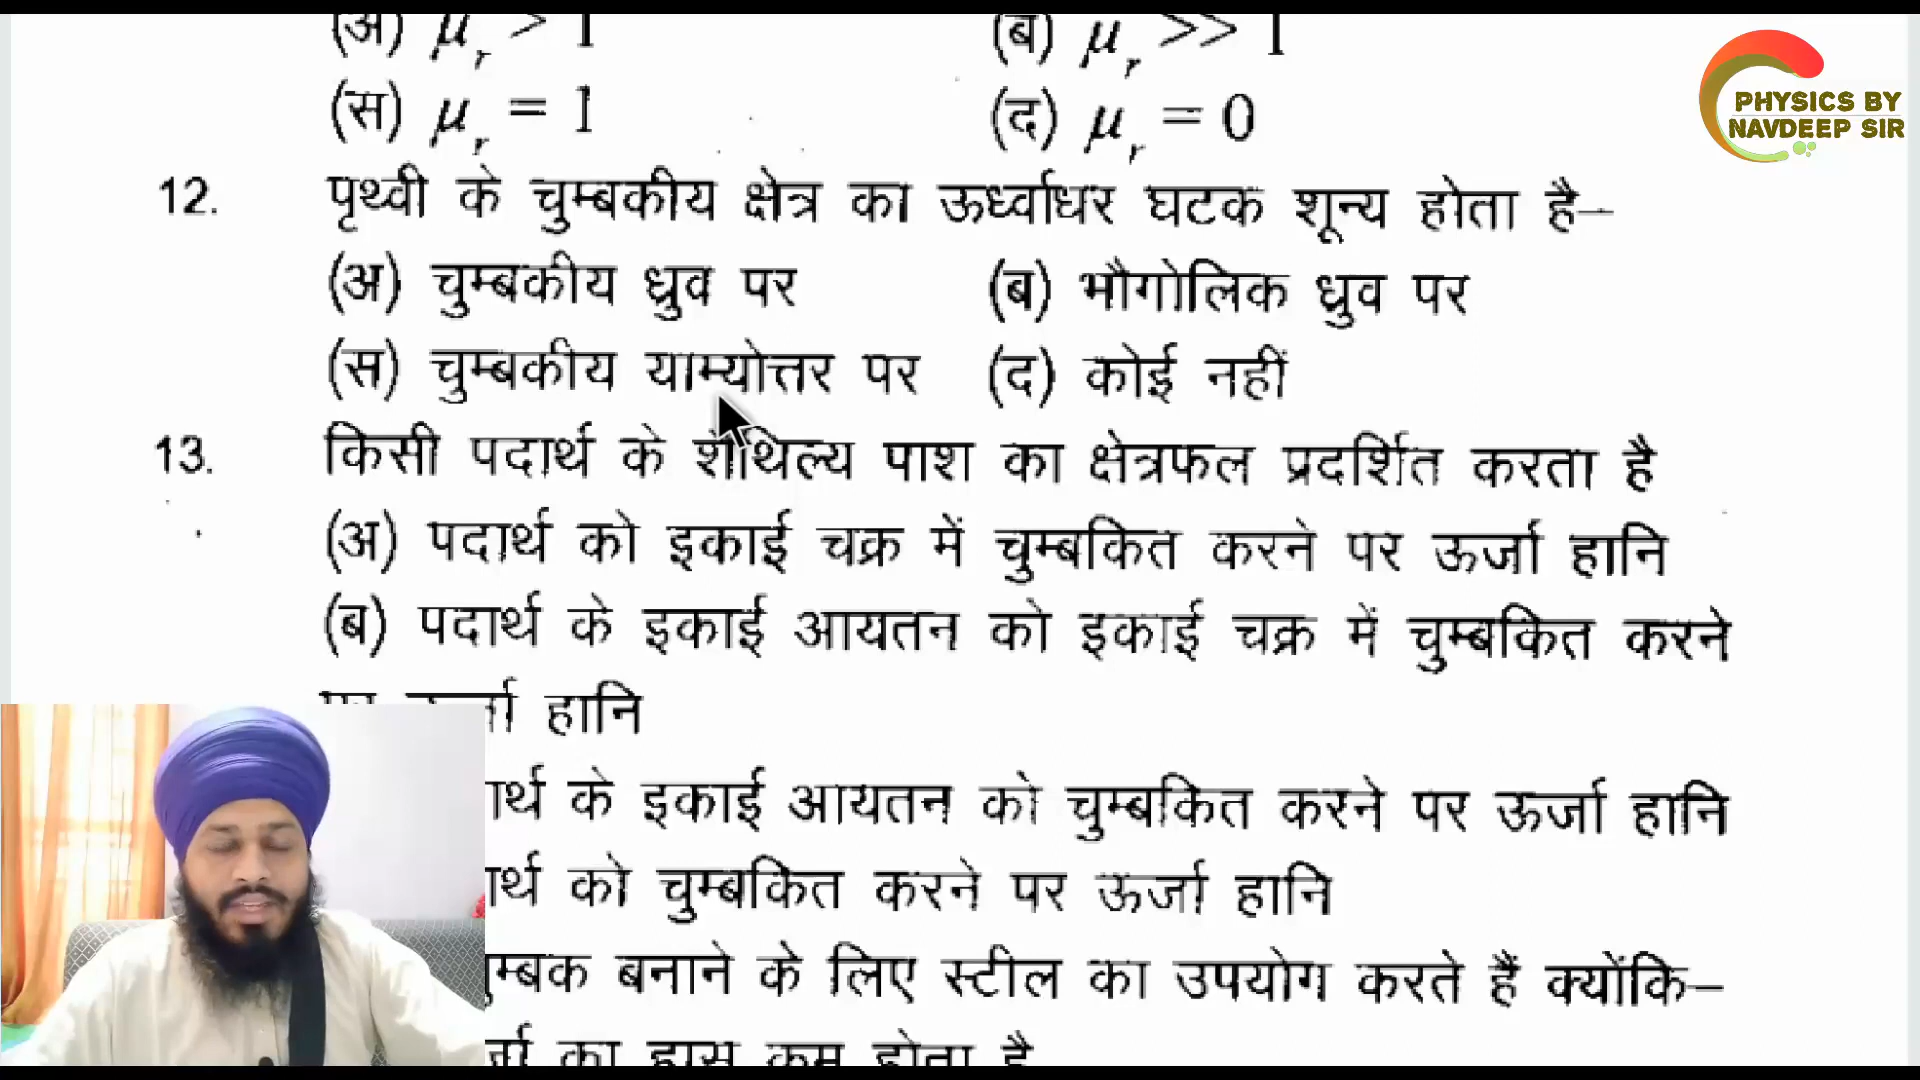 (अ) μr > 1 (ब) μr >> 1
(स) μr = 1 (द) μr = 0
PHYSICS BY
NAVDEEP SIR
12. पृथ्वी के चुम्बकीय क्षेत्र का ऊर्ध्वाधर घटक शून्य होता है–
(अ) चुम्बकीय ध्रुव पर (ब) भौगोलिक ध्रुव पर
(स) चुम्बकीय याम्योत्तर पर (द) कोई नहीं
13. किसी पदार्थ के शैथिल्य पाश का क्षेत्रफल प्रदर्शित करता है
(अ) पदार्थ को इकाई चक्र में चुम्बकित करने पर ऊर्जा हानि
(ब) पदार्थ के इकाई आयतन को इकाई चक्र में चुम्बकित करने
हानि
के इकाई आयतन को चुम्बकित करने पर ऊर्जा हानि
को चुम्बकित करने पर ऊर्जा हानि
बनाने के लिए स्टील का उपयोग करते हैं क्योंकि–
का ह्रास कम होता है